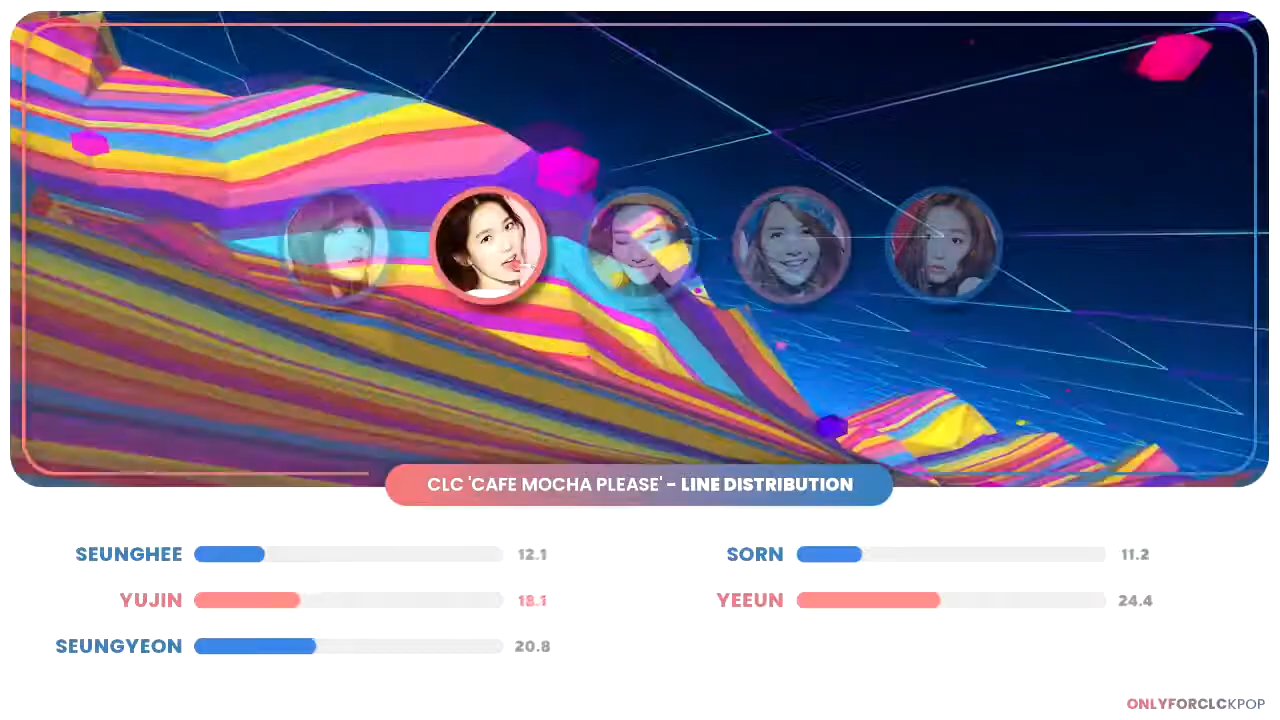 CLC 'CAFE MOCHA PLEASE' - LINE DISTRIBUTION
SEUNGHEE 12.1
YUJIN 18.1
SEUNGYEON 20.8
SORN 11.2
YEEUN 24.4
ONLYFORCLCKPOP